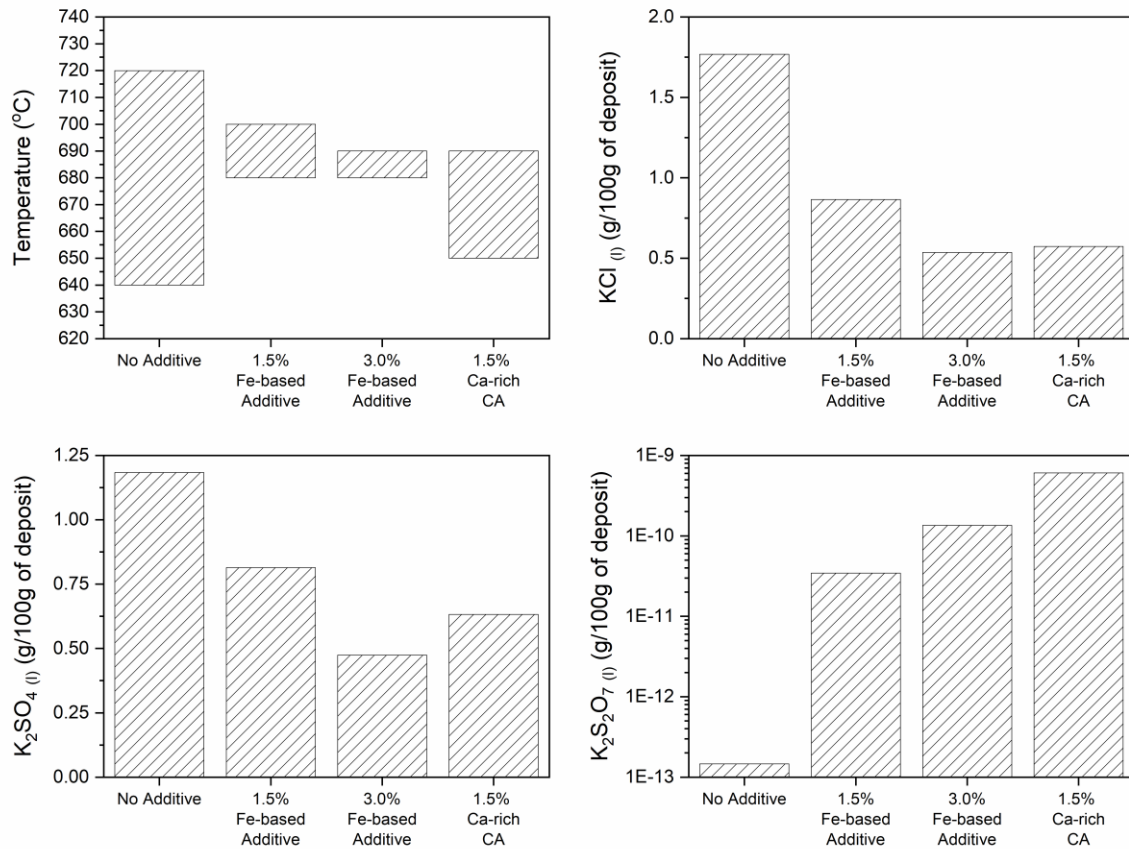 Temperature (°C)
740
730
720
710
700
690
680
670
660
650
640
630
620
No Additive
1.5%
Fe-based
Additive
3.0%
Fe-based
Additive
1.5%
Ca-rich
CA
KCl (l) (g/100g of deposit)
2.0
1.5
1.0
0.5
0.0
No Additive
1.5%
Fe-based
Additive
3.0%
Fe-based
Additive
1.5%
Ca-rich
CA
K₂SO₄ (l) (g/100g of deposit)
1.25
1.00
0.75
0.50
0.25
0.00
No Additive
1.5%
Fe-based
Additive
3.0%
Fe-based
Additive
1.5%
Ca-rich
CA
K₂S₂O₇ (l) (g/100g of deposit)
1E-9
1E-10
1E-11
1E-12
1E-13
No Additive
1.5%
Fe-based
Additive
3.0%
Fe-based
Additive
1.5%
Ca-rich
CA